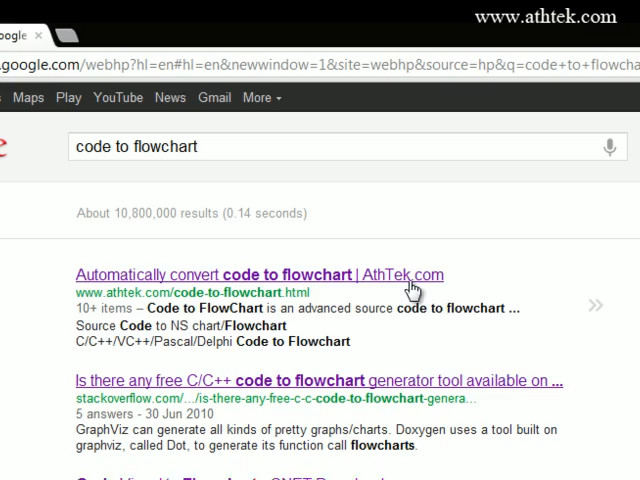 www.athtek.com
oogle
.google.com/webhp?hl=en#hl=en&newwindow=1&site=webhp&source=hp&q=code+to+flowcha
Maps Play YouTube News Gmail More
code to flowchart
About 10,800,000 results (0.14 seconds)
Automatically convert code to flowchart | AthTek.com
www.athtek.com/code-to-flowchart.html
10+ items – Code to FlowChart is an advanced source code to flowchart ...
Source Code to NS chart/Flowchart
C/C++/VC++/Pascal/Delphi Code to Flowchart
Is there any free C/C++ code to flowchart generator tool available on ...
stackoverflow.com/.../is-there-any-free-c-c-code-to-flowchart-genera...
5 answers - 30 Jun 2010
GraphViz can generate all kinds of pretty graphs/charts. Doxygen uses a tool built on
graphviz, called Dot, to generate its function call flowcharts.